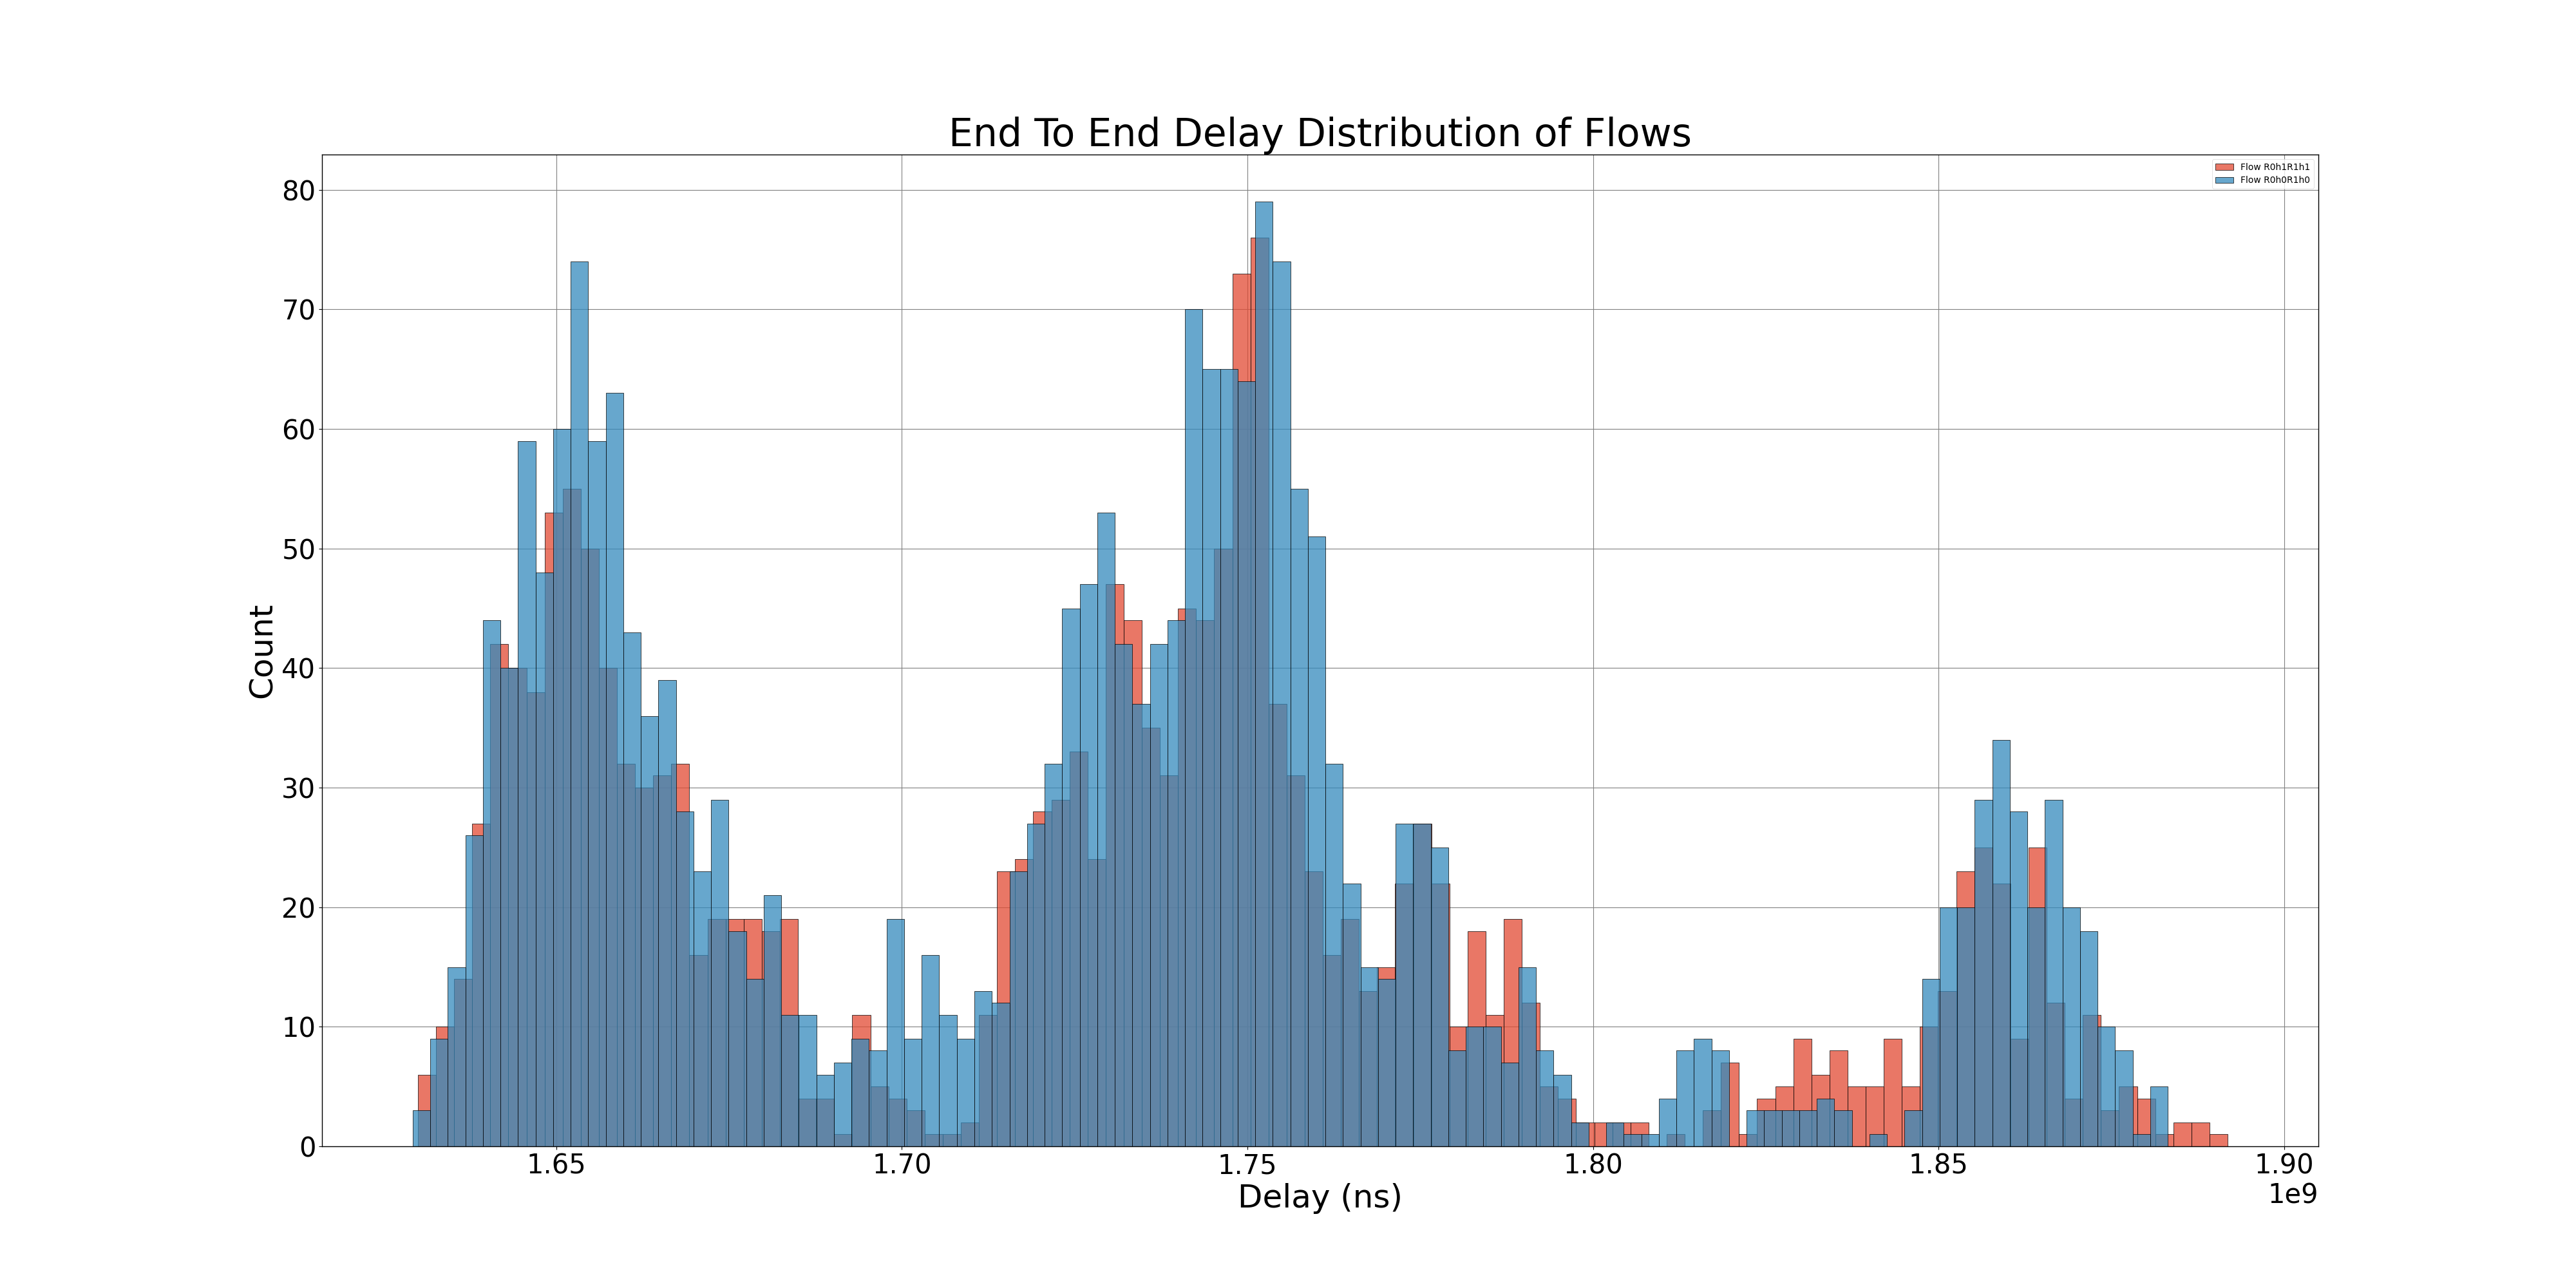 End To End Delay Distribution of Flows
Flow R0h1R1h1
Flow R0h0R1h0
80
70
60
50
40
30
20
10
0
Count
1.65 1.70 1.75 1.80 1.85 1.90
Delay (ns)
1e9